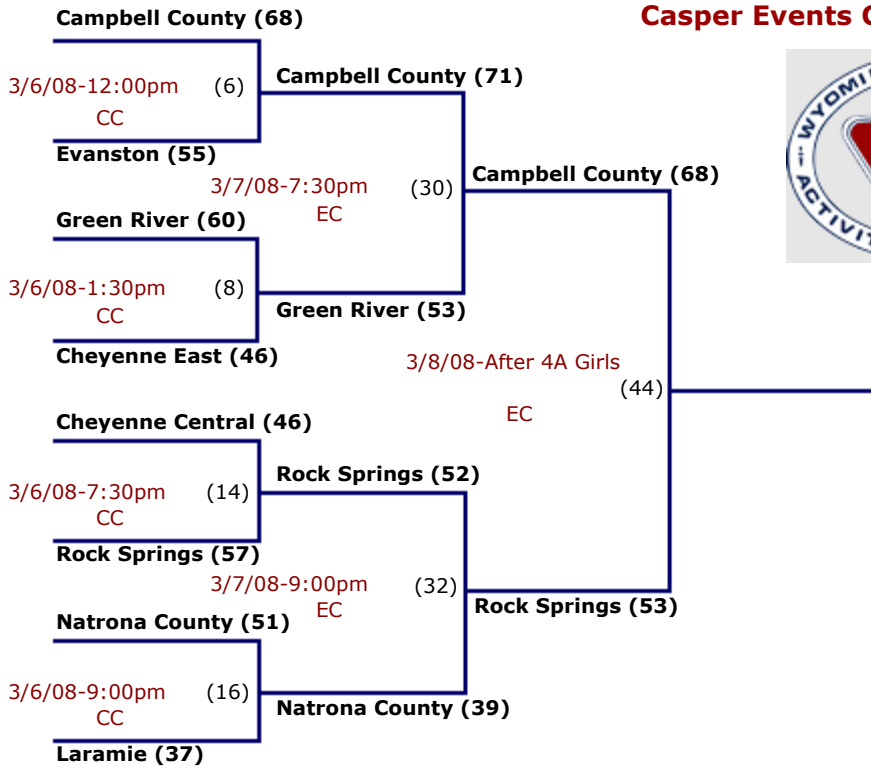 Campbell County (68)
Casper Events
3/6/08-12:00pm
(6)
CC
Campbell County (71)
Evanston (55)
3/7/08-7:30pm
(30)
EC
Campbell County (68)
Green River (60)
3/6/08-1:30pm
(8)
CC
Green River (53)
Cheyenne East (46)
3/8/08-After 4A Girls
(44)
EC
Cheyenne Central (46)
3/6/08-7:30pm
(14)
CC
Rock Springs (52)
Rock Springs (57)
3/7/08-9:00pm
(32)
EC
Rock Springs (53)
Natrona County (51)
3/6/08-9:00pm
(16)
CC
Natrona County (39)
Laramie (37)